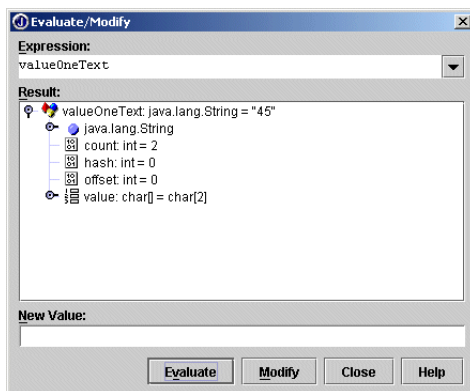 Evaluate/Modify
Expression:
valueOneText
Result:
valueOneText: java.lang.String = "45"
java.lang.String
count: int = 2
hash: int = 0
offset: int = 0
value: char[] = char[2]
New Value:
Evaluate Modify Close Help